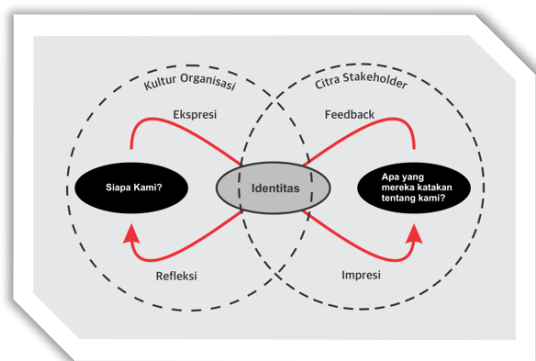 Kultur Organisasi
Citra Stakeholder
Ekspresi
Feedback
Siapa Kami?
Identitas
Apa yang
mereka katakan
tentang kami?
Refleksi
Impresi